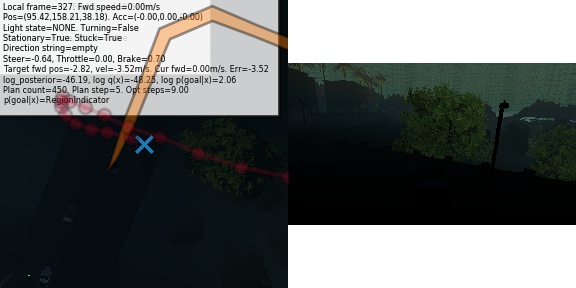 Local frame=327. Fwd speed=0.00m/s
Pos=(95.42,158.21,38.18). Acc=(-0.00,0.00,-0.00)
Light state=NONE. Turning=False
Stationary=True. Stuck=True
Direction string=empty
Steer=-0.64, Throttle=0.00, Brake=0.70
Target fwd pos=-2.82, vel=-3.52m/s. Cur fwd=0.00m/s. Err=-3.52
log_posterior=-46.19, log q(x)=-48.25, log p(goal|x)=2.06
Plan count=450. Plan step=5. Opt steps=9.00
p(goal|x)=RegionIndicator